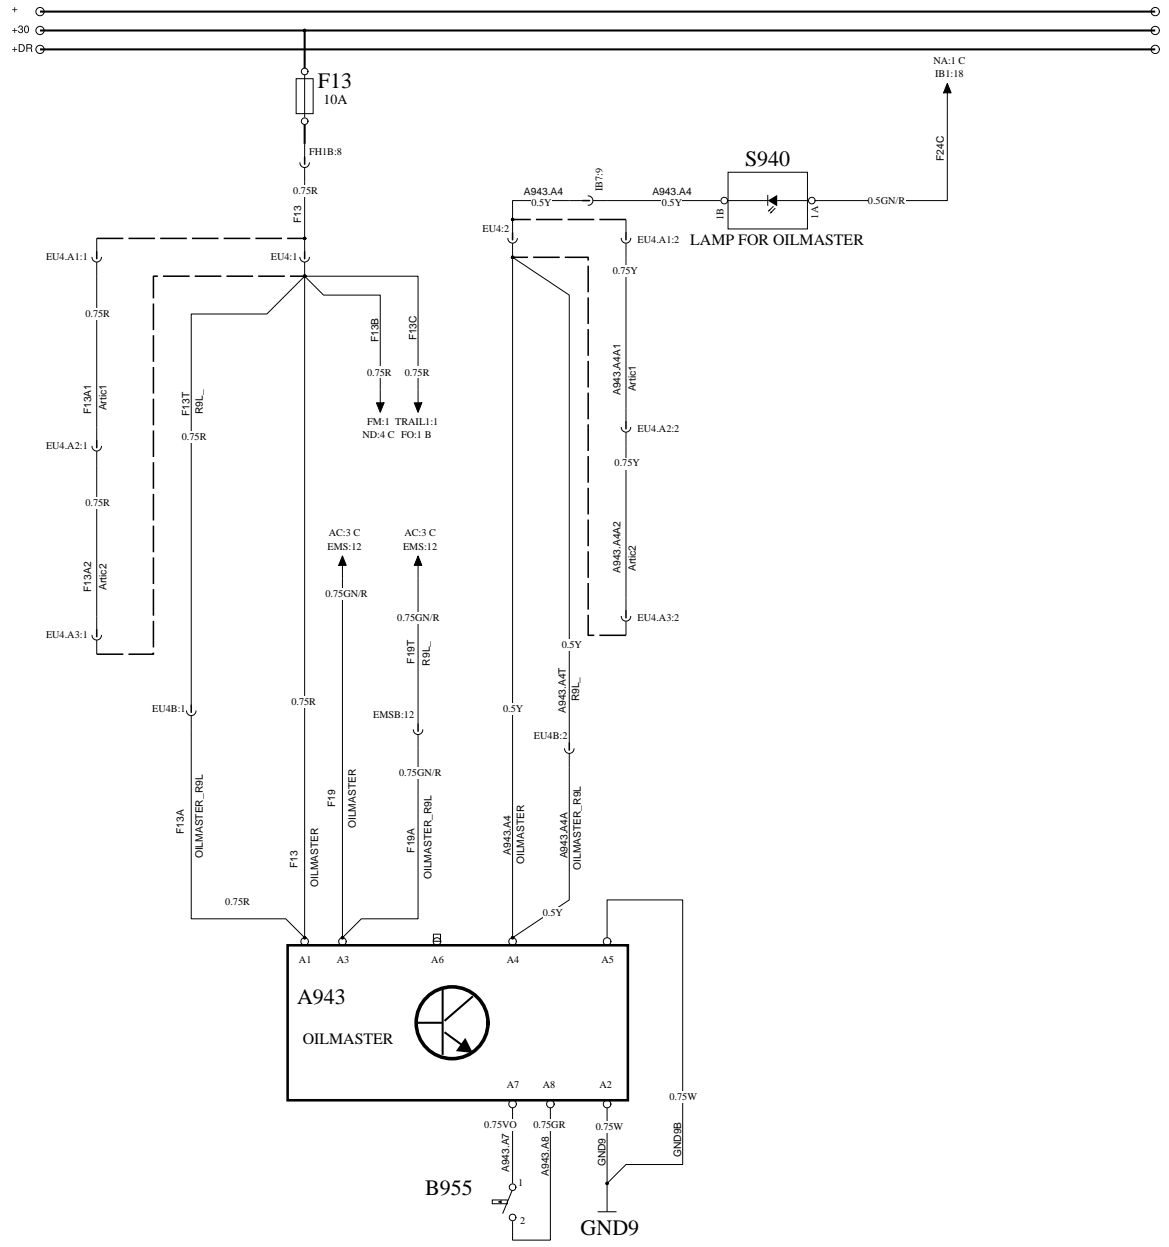 +
+30
+DR
F13
10A
FH1B:8
0.75R
F13
EU4.A1:1
EU4:1
0.75R
F13A1
Artic1
EU4.A2:1
0.75R
F13A2
Artic2
EU4.A3:1
F13T
R9L_
0.75R
EU4B:1
F13A
OILMASTER_R9L
0.75R
0.75R
F13
OILMASTER
F13B
0.75R
FM:1
ND:4 C
F13C
0.75R
TRAIL1:1
FO:1 B
AC:3 C
EMS:12
0.75GN/R
F19
OILMASTER
AC:3 C
EMS:12
0.75GN/R
F19T
R9L_
EMSB:12
0.75GN/R
F19A
OILMASTER_R9L
NA:1 C
IB1:18
F24C
S940
A943.A4
0.5Y
IB7:9
A943.A4
0.5Y
1B
1A
0.5GN/R
LAMP FOR OILMASTER
EU4:2
EU4.A1:2
0.75Y
A943.A4A1
Artic1
EU4.A2:2
0.75Y
A943.A4A2
Artic2
EU4.A3:2
0.5Y
A943.A4T
R9L_
0.5Y
EU4B:2
A943.A4
OILMASTER
A943.A4A
OILMASTER_R9L
0.5Y
A1
A3
A6
A4
A5
A943
OILMASTER
A7
A8
A2
0.75VO
0.75GR
0.75W
0.75W
A943.A7
A943.A8
GND9
GND9B
B955
1
2
GND9